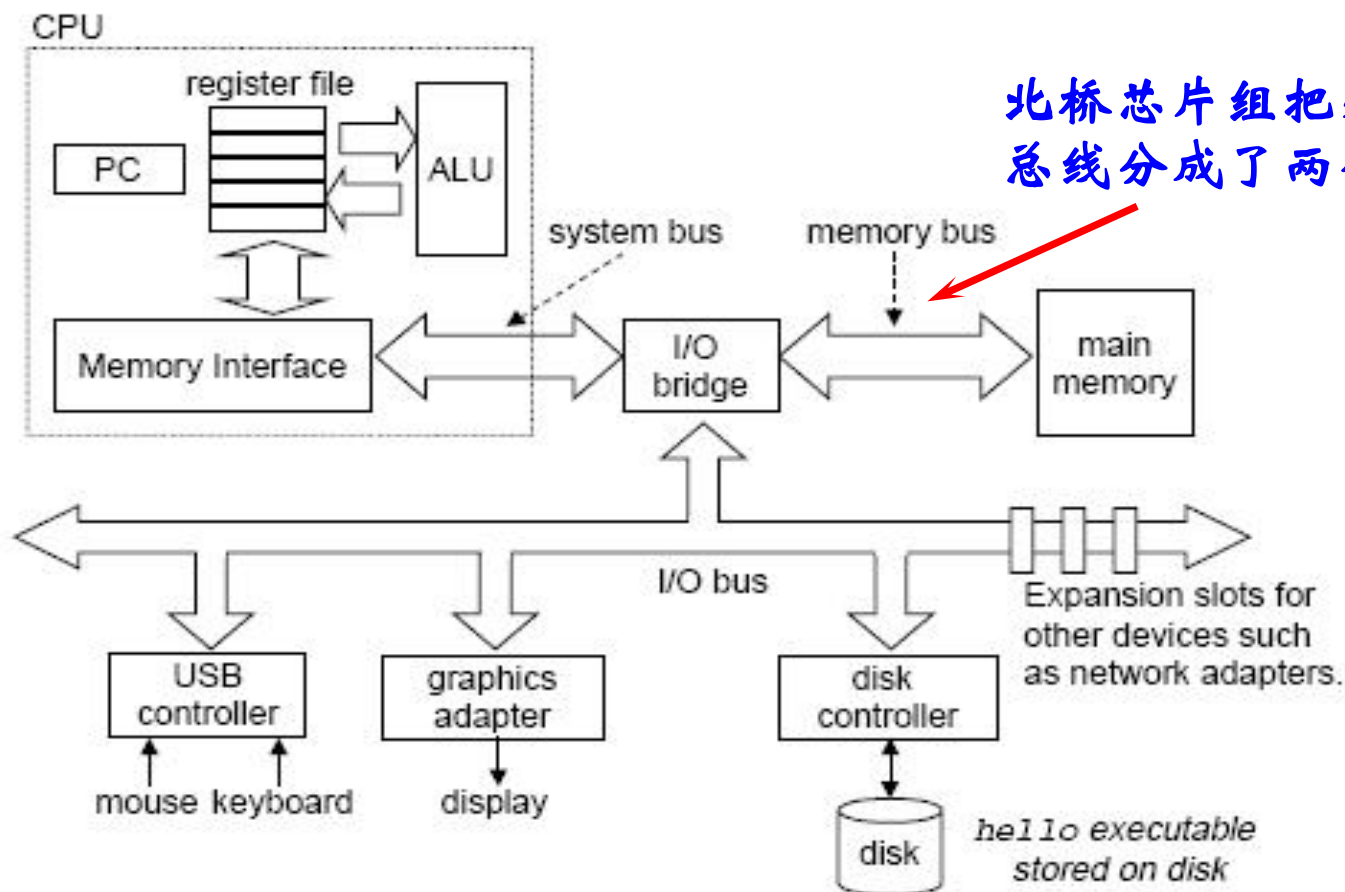 CPU
register file
PC
ALU
北桥芯片组把
总线分成了两
system bus
memory bus
Memory Interface
I/O
bridge
main
memory
I/O bus
Expansion slots for
other devices such
as network adapters.
USB
controller
graphics
adapter
disk
controller
mouse keyboard
display
disk
hello executable
stored on disk